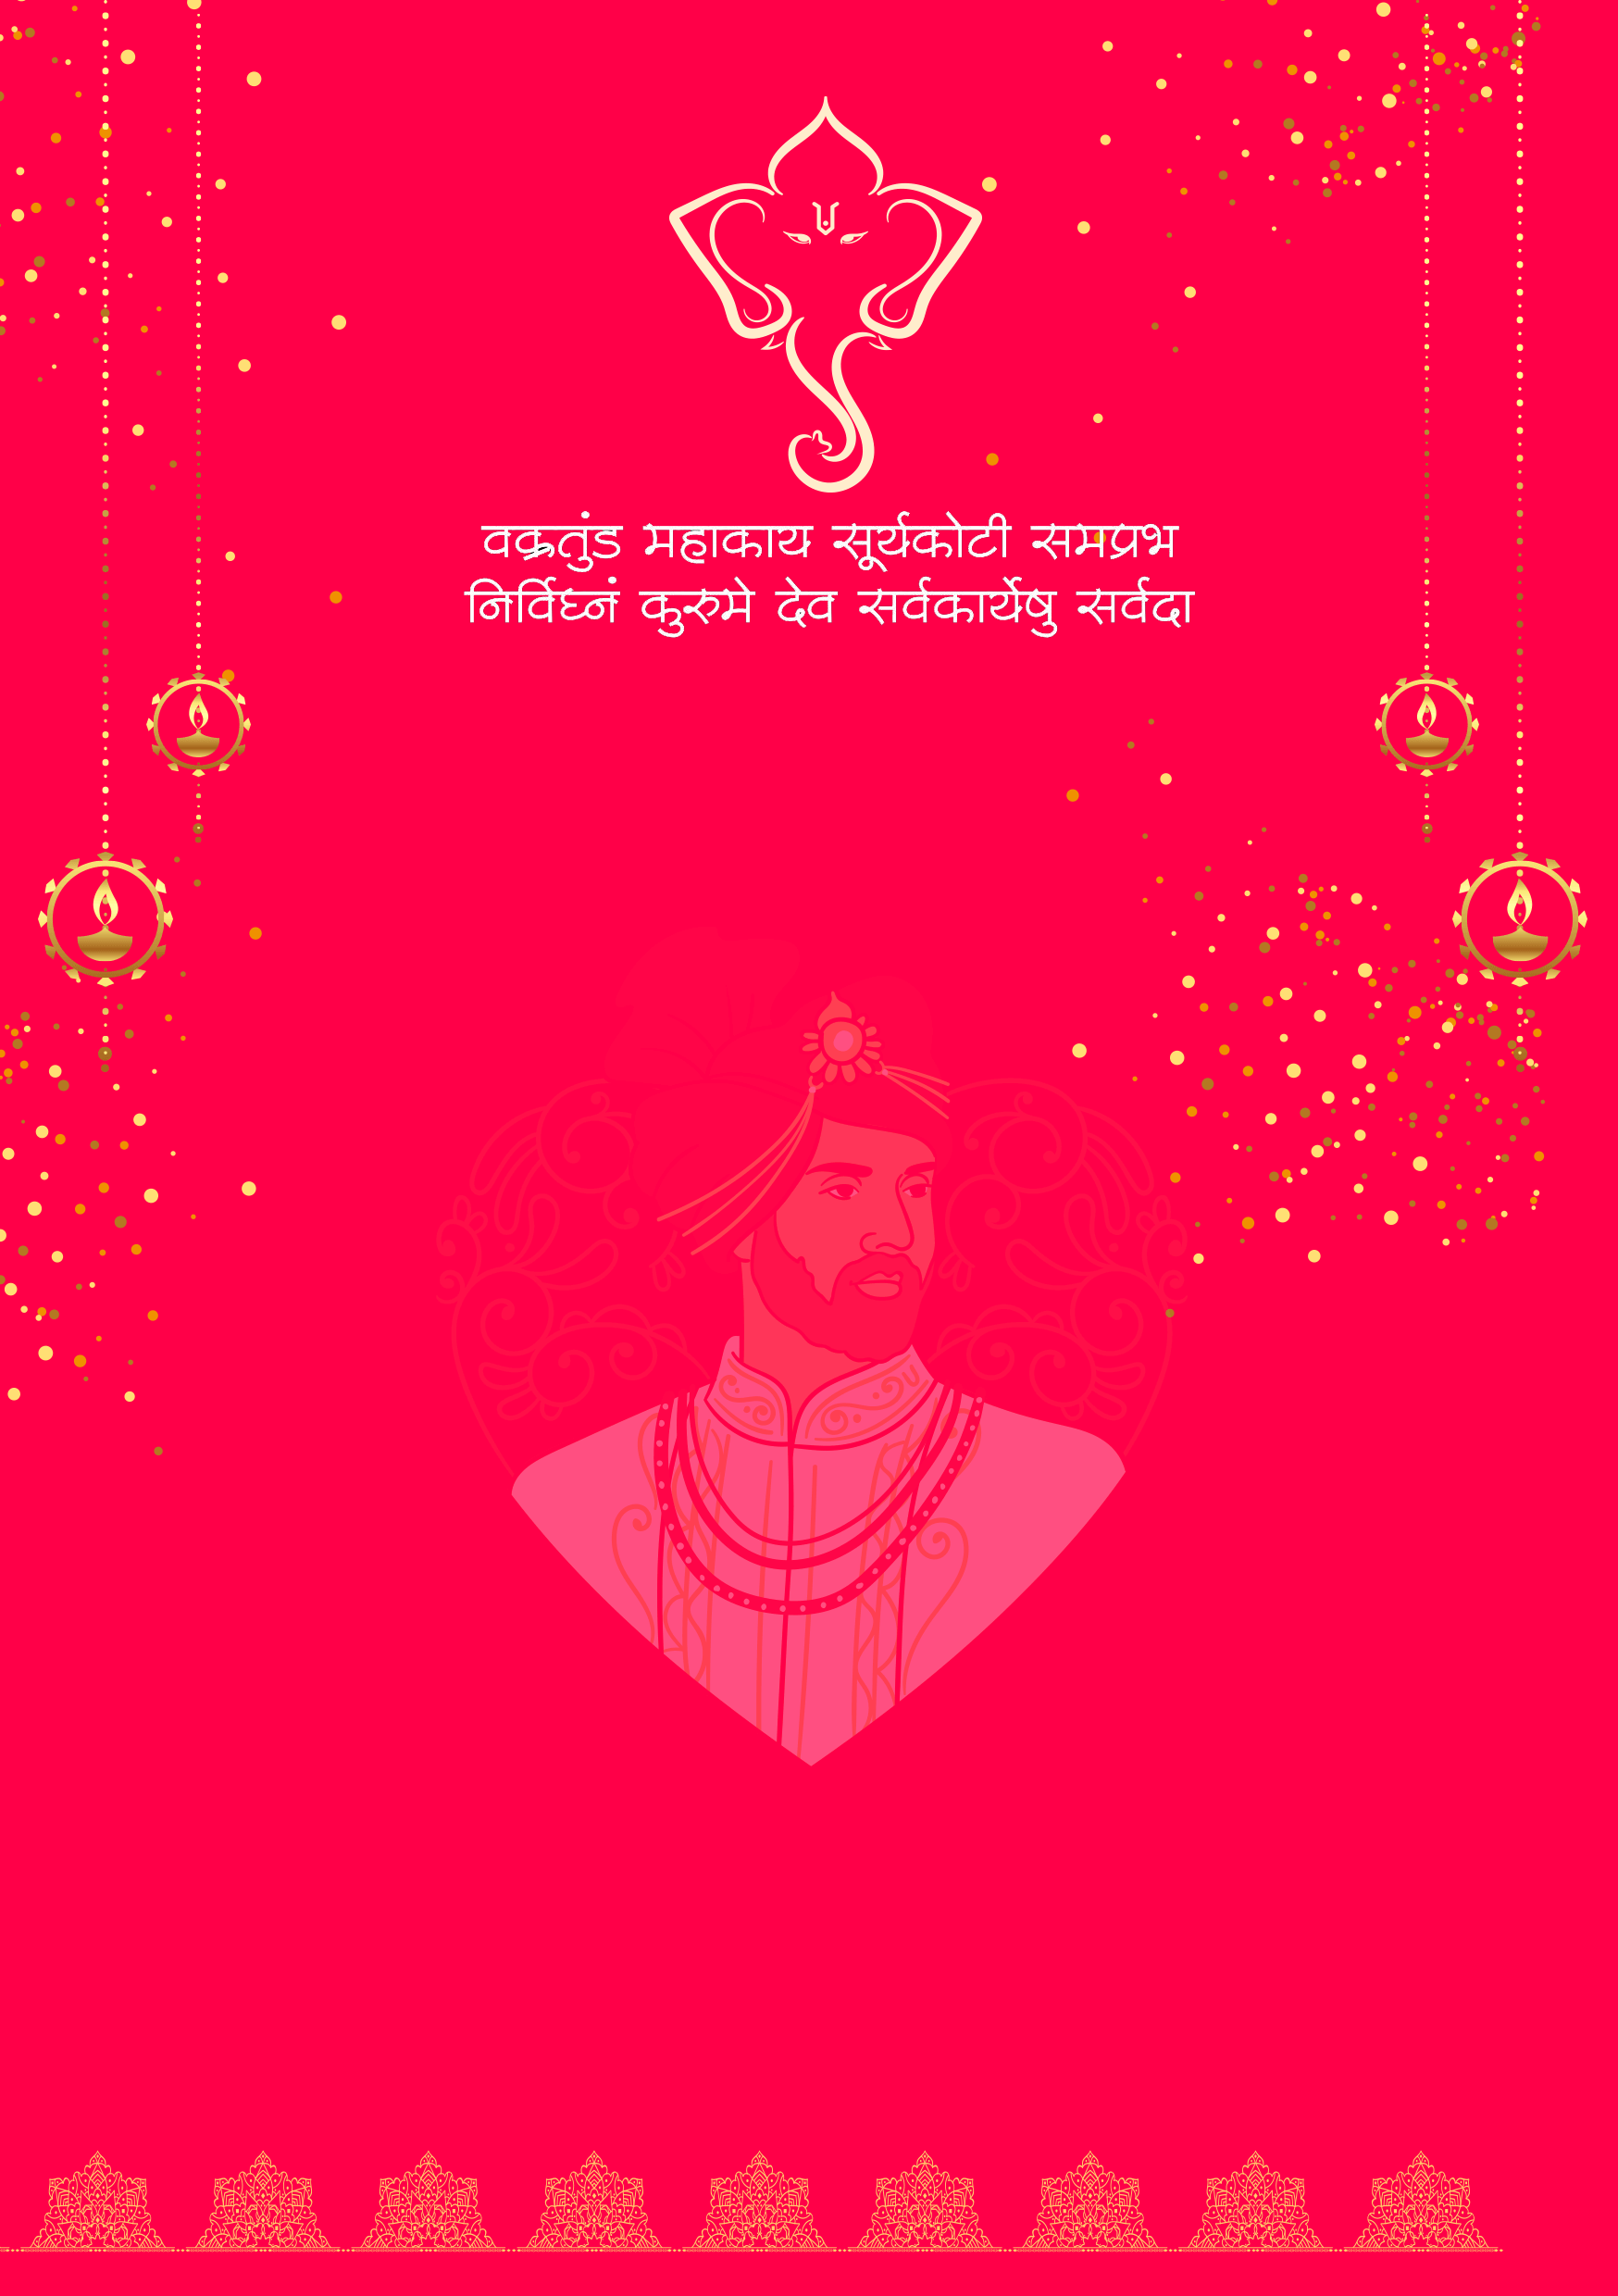 वक्रतुंड महाकाय सूर्यकोटी समप्रभ
निर्विघ्नं कुरुमे देव सर्वकार्येषु सर्वदा